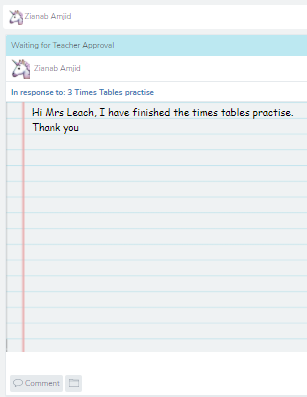 Zianab Amjid
Waiting for Teacher Approval
Zianab Amjid
In response to: 3 Times Tables practise
Hi Mrs Leach, I have finished the times tables practise.
Thank you
Comment